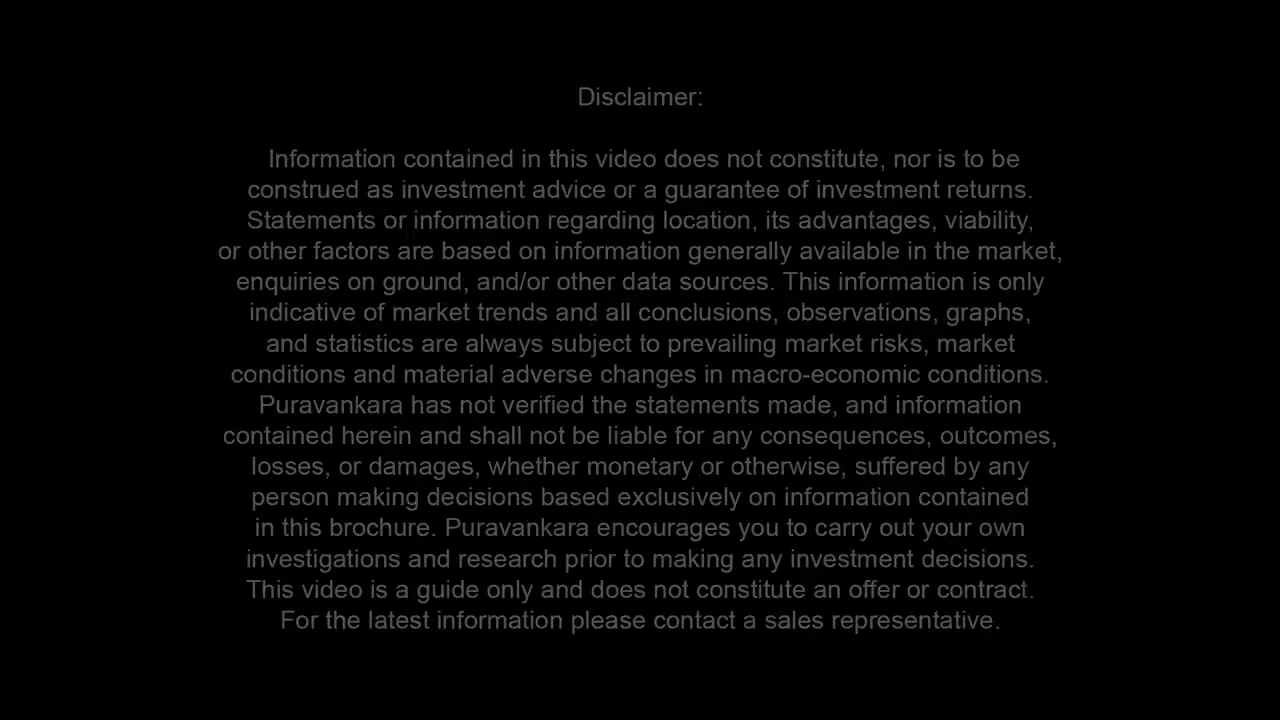 Disclaimer:
Information contained in this video does not constitute, nor is to be
construed as investment advice or a guarantee of investment returns.
Statements or information regarding location, its advantages, viability,
or other factors are based on information generally available in the market,
enquiries on ground, and/or other data sources. This information is only
indicative of market trends and all conclusions, observations, graphs,
and statistics are always subject to prevailing market risks, market
conditions and material adverse changes in macro-economic conditions.
Puravankara has not verified the statements made, and information
contained herein and shall not be liable for any consequences, outcomes,
losses, or damages, whether monetary or otherwise, suffered by any
person making decisions based exclusively on information contained
in this brochure. Puravankara encourages you to carry out your own
investigations and research prior to making any investment decisions.
This video is a guide only and does not constitute an offer or contract.
For the latest information please contact a sales representative.